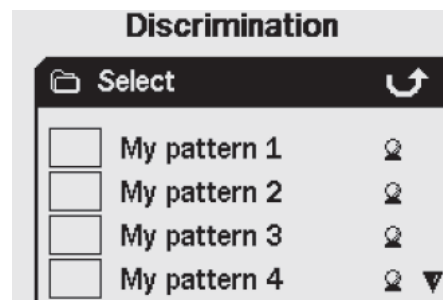 Discrimination
Select
My pattern 1
My pattern 2
My pattern 3
My pattern 4